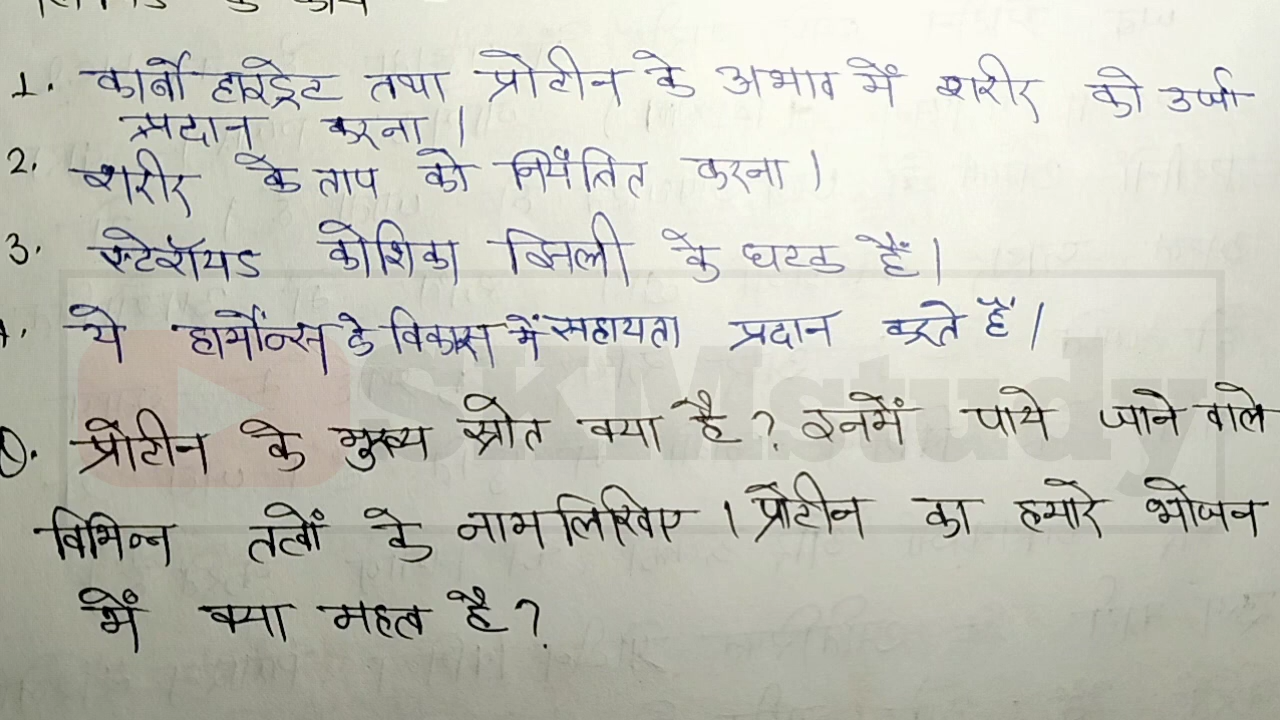 के कार्य
1. कार्बोहाइड्रेट तथा प्रोटीन के अभाव में शरीर को उर्जा
प्रदान करना।
2. शरीर के ताप को नियंत्रित करना।
3. स्टेरॉयड कोशिका झिल्ली के घटक हैं।
ये हार्मोन्स के विकास में सहायता प्रदान करते हैं।
SKMstudy
Q. प्रोटीन के मुख्य स्रोत क्या है? इनमें पाये जाने वाले
विभिन्न तत्वों के नाम लिखिए । प्रोटीन का हमारे भोजन
में क्या महत्व है?